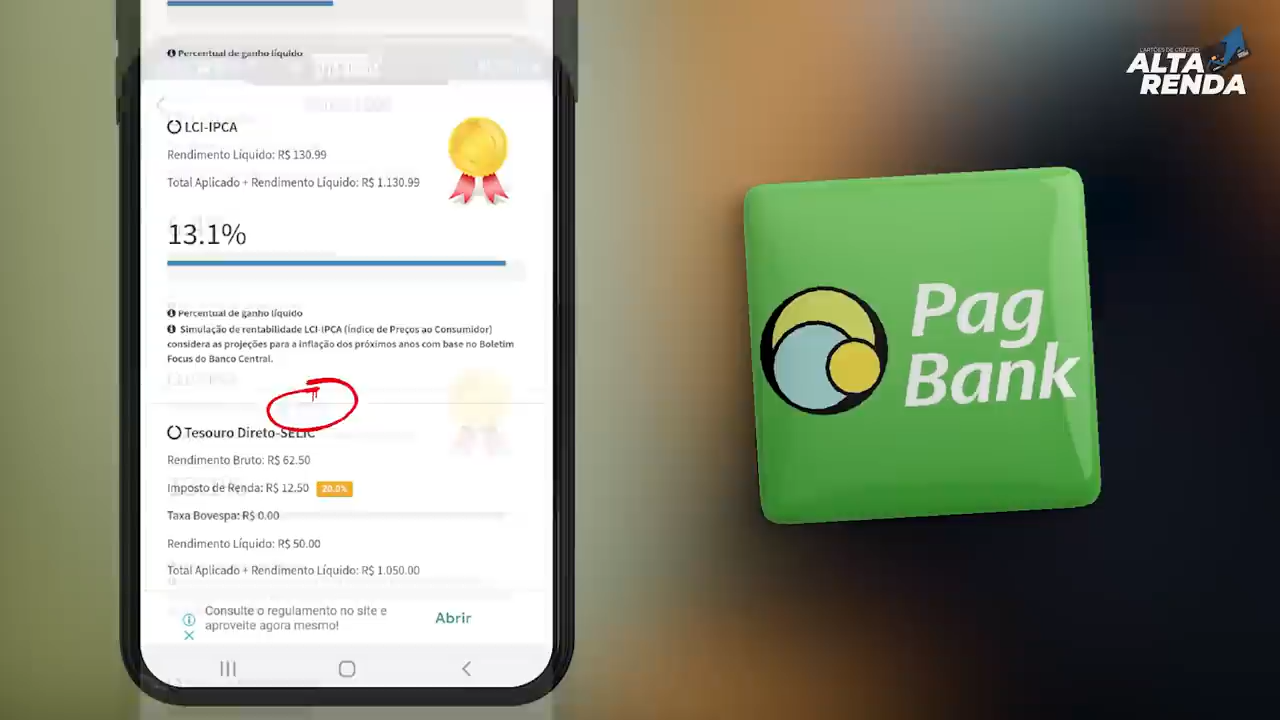 Percentual de ganho líquido
LCI-IPCA
Rendimento Líquido: R$ 130.99
Total Aplicado + Rendimento Líquido: R$ 1.130.99
13.1%
Percentual de ganho líquido
Simulação de rentabilidade LCI-IPCA (Índice de Preços ao Consumidor)
considera as projeções para a inflação dos próximos anos com base no Boletim
Focus do Banco Central.
Tesouro Direto-SELIC
Rendimento Bruto: R$ 62.50
Imposto de Renda: R$ 12.50 20.0%
Taxa Bovespa: R$ 0.00
Rendimento Líquido: R$ 50.00
Total Aplicado + Rendimento Líquido: R$ 1.050.00
Consulte o regulamento no site e
aproveite agora mesmo!
Abrir
CARTÕES DE CRÉDITO
ALTA
RENDA
Pag
Bank